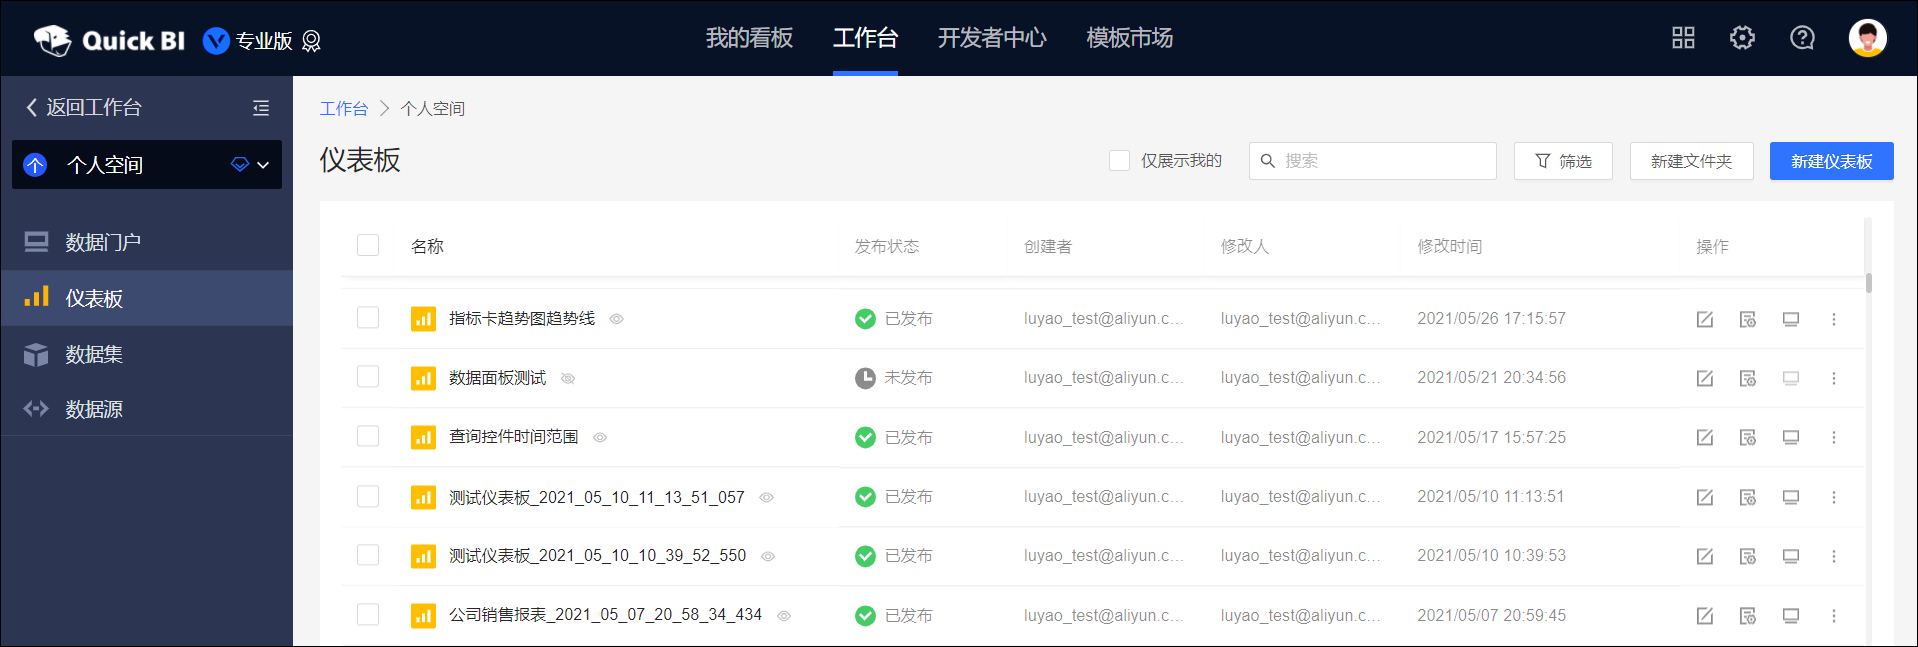 Quick BI 专业版 我的看板 工作台 开发者中心 模板市场
返回工作台
个 个人空间
数据门户
仪表板
数据集
数据源
工作台 > 个人空间
仪表板 仅展示我的 搜索 筛选 新建文件夹 新建仪表板
名称 发布状态 创建者 修改人 修改时间 操作
指标卡趋势图趋势线 已发布 luyao_test@aliyun.c... luyao_test@aliyun.c... 2021/05/26 17:15:57
数据面板测试 未发布 luyao_test@aliyun.c... luyao_test@aliyun.c... 2021/05/21 20:34:56
查询控件时间范围 已发布 luyao_test@aliyun.c... luyao_test@aliyun.c... 2021/05/17 15:57:25
测试仪表板_2021_05_10_11_13_51_057 已发布 luyao_test@aliyun.c... luyao_test@aliyun.c... 2021/05/10 11:13:51
测试仪表板_2021_05_10_10_39_52_550 已发布 luyao_test@aliyun.c... luyao_test@aliyun.c... 2021/05/10 10:39:53
公司销售报表_2021_05_07_20_58_34_434 已发布 luyao_test@aliyun.c... luyao_test@aliyun.c... 2021/05/07 20:59:45